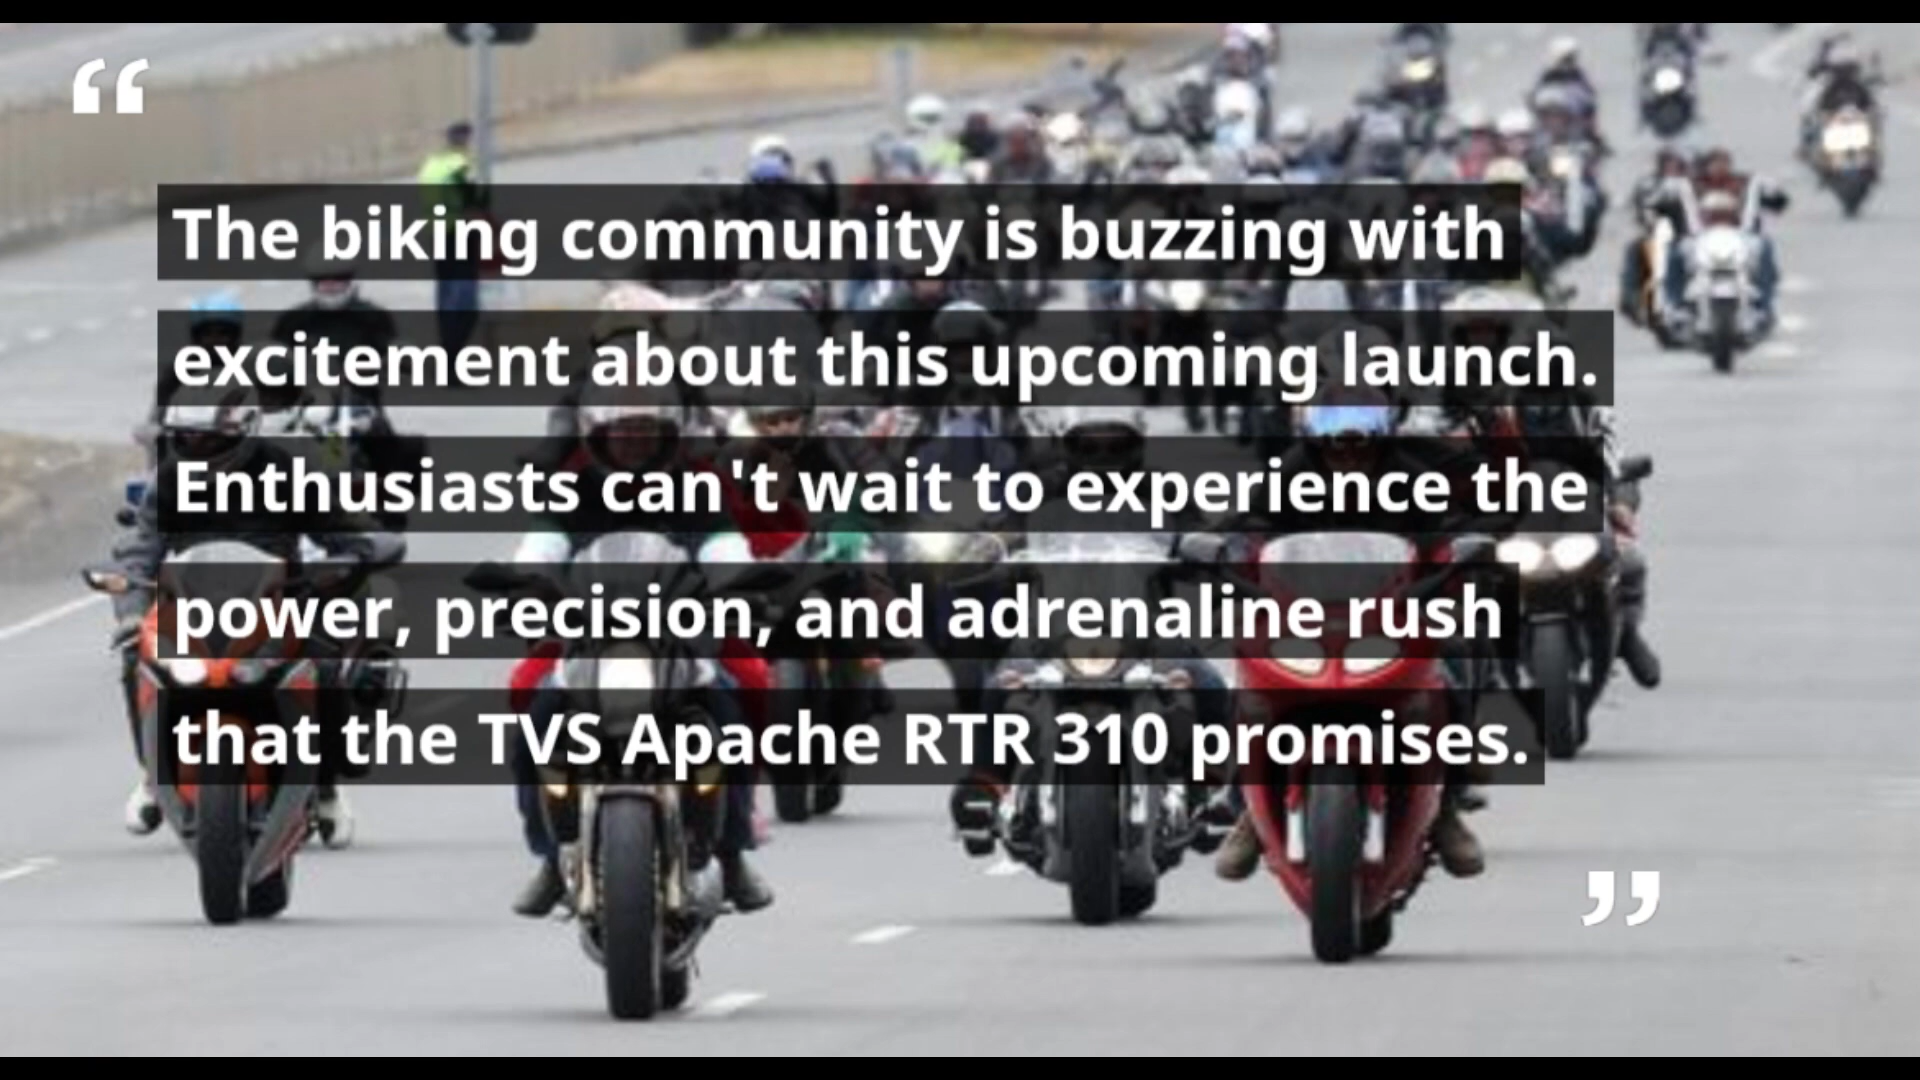 “
The biking community is buzzing with
excitement about this upcoming launch.
Enthusiasts can't wait to experience the
power, precision, and adrenaline rush
that the TVS Apache RTR 310 promises.
”